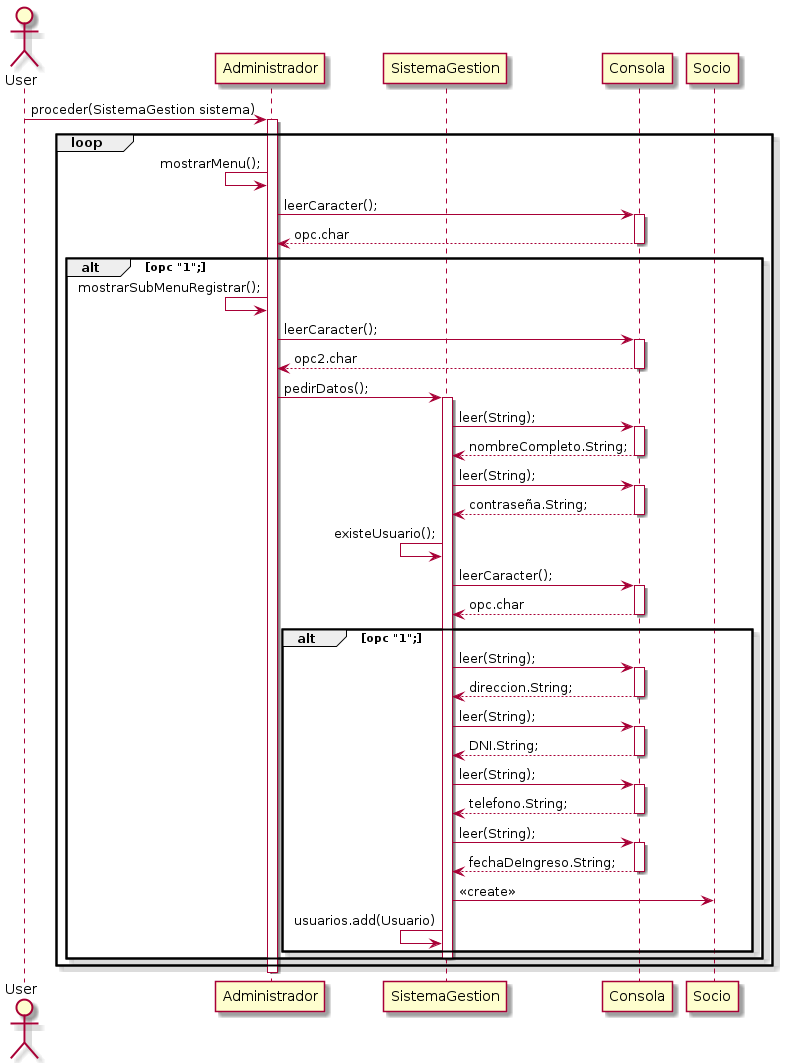 User
Administrador
SistemaGestion
Consola
Socio
proceder(SistemaGestion sistema)
loop
mostrarMenu();
leerCaracter();
opc.char
alt [opc "1";]
mostrarSubMenuRegistrar();
leerCaracter();
opc2.char
pedirDatos();
leer(String);
nombreCompleto.String;
leer(String);
contraseña.String;
existeUsuario();
leerCaracter();
opc.char
alt [opc "1";]
leer(String);
direccion.String;
leer(String);
DNI.String;
leer(String);
telefono.String;
leer(String);
fechaDeIngreso.String;
«create»
usuarios.add(Usuario)
User
Administrador
SistemaGestion
Consola
Socio